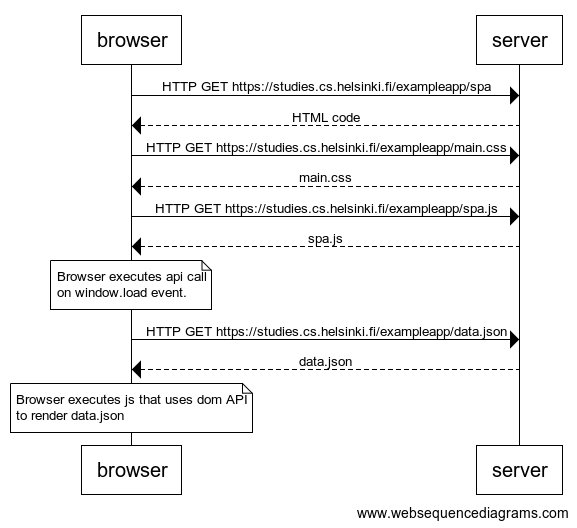 browser server
HTTP GET https://studies.cs.helsinki.fi/exampleapp/spa
HTML code
HTTP GET https://studies.cs.helsinki.fi/exampleapp/main.css
main.css
HTTP GET https://studies.cs.helsinki.fi/exampleapp/spa.js
spa.js
Browser executes api call
on window.load event.
HTTP GET https://studies.cs.helsinki.fi/exampleapp/data.json
data.json
Browser executes js that uses dom API
to render data.json
browser server
www.websequencediagrams.com